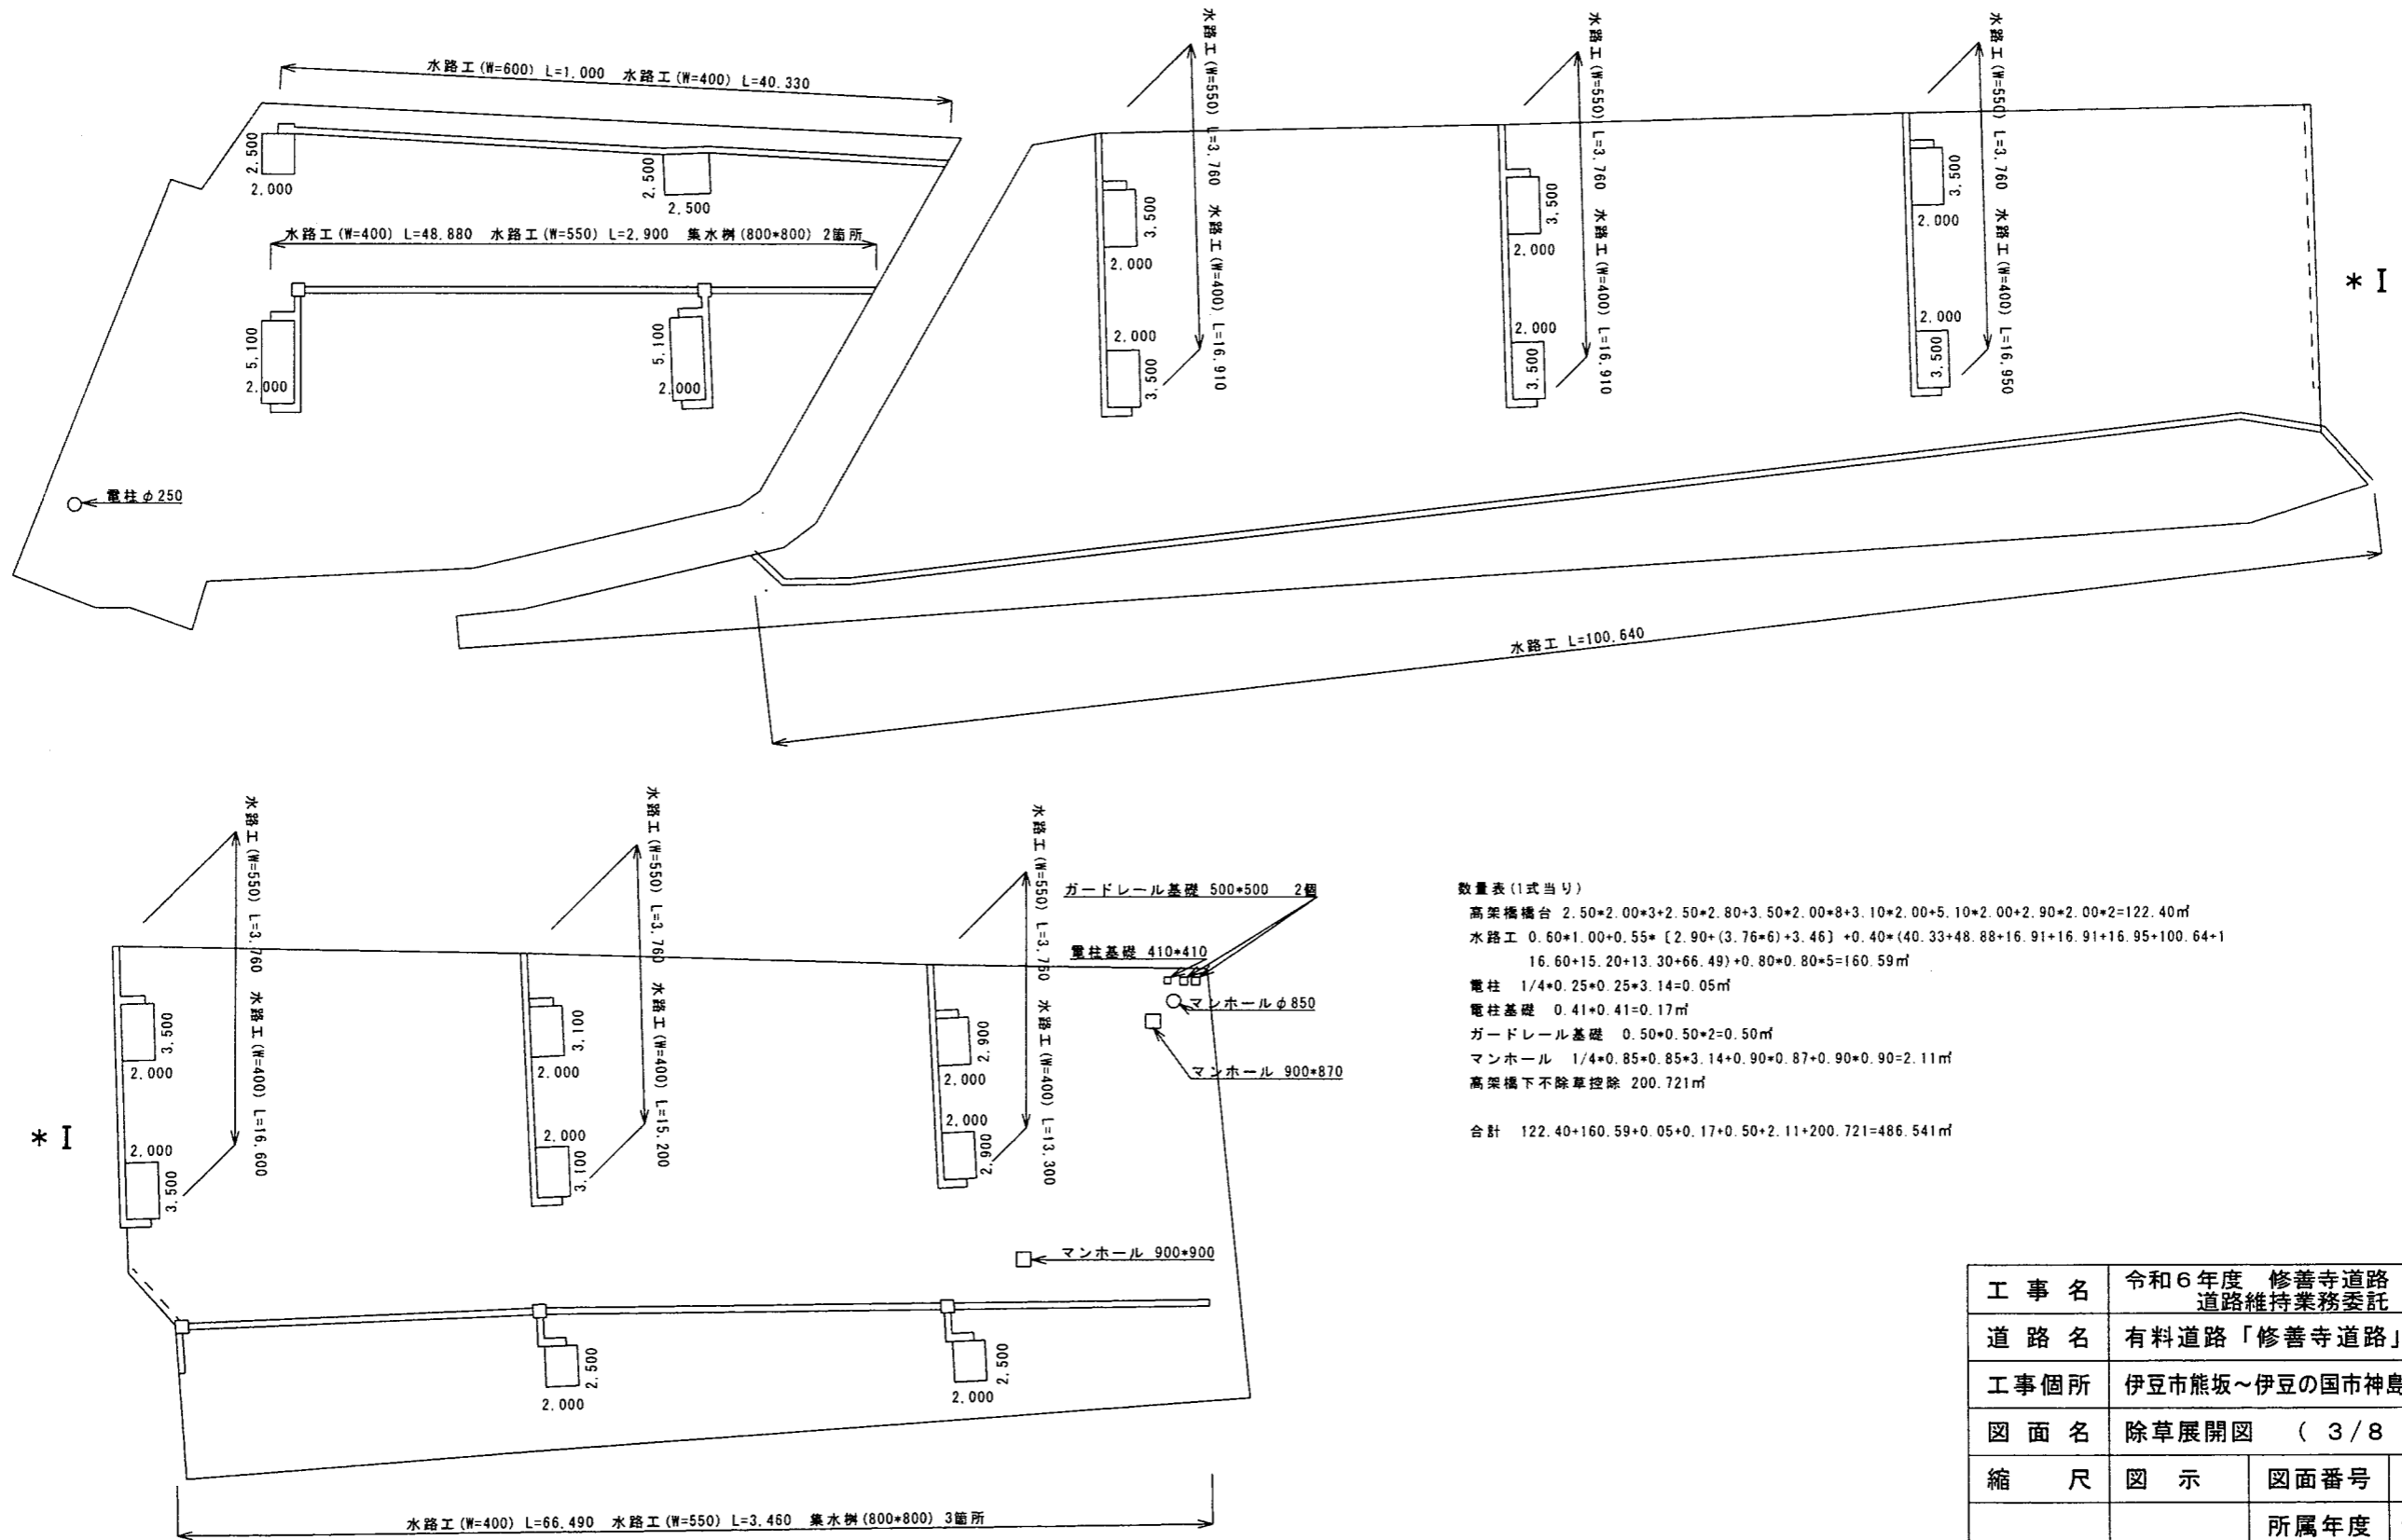 水路工(W=600) L=1.000 水路工(W=400) L=40.330
2.500
2.000
2.500
2.500
水路工(W=400) L=48.880 水路工(W=550) L=2.900 集水桝(800*800) 2箇所
5.100
2.000
5.100
2.000
電柱φ250
水路工(W=550) L=3.760 水路工(W=400) L=16.910
3.500
2.000
2.000
3.500
水路工(W=550) L=3.760 水路工(W=400) L=16.910
3.500
2.000
2.000
3.500
水路工(W=550) L=3.760 水路工(W=400) L=16.950
3.500
2.000
2.000
3.500
*I
水路工 L=100.640
*I
水路工(W=550) L=3.760 水路工(W=400) L=16.600
3.500
2.000
2.000
3.500
水路工(W=550) L=3.760 水路工(W=400) L=15.200
3.100
2.000
2.000
3.100
水路工(W=550) L=3.760 水路工(W=400) L=13.300
2.900
2.000
2.000
2.900
ガードレール基礎 500*500 2個
電柱基礎 410*410
マンホールφ850
マンホール 900*870
マンホール 900*900
2.500
2.000
2.500
2.000
水路工(W=400) L=66.490 水路工(W=550) L=3.460 集水桝(800*800) 3箇所
数量表(1式当り)
高架橋橋台 2.50*2.00*3+2.50*2.80+3.50*2.00*8+3.10*2.00+5.10*2.00+2.90*2.00*2=122.40㎡
水路工 0.60*1.00+0.55*[2.90+(3.76*6)+3.46]+0.40*(40.33+48.88+16.91+16.91+16.95+100.64+1
16.60+15.20+13.30+66.49)+0.80*0.80*5=160.59㎡
電柱 1/4*0.25*0.25*3.14=0.05㎡
電柱基礎 0.41*0.41=0.17㎡
ガードレール基礎 0.50*0.50*2=0.50㎡
マンホール 1/4*0.85*0.85*3.14+0.90*0.87+0.90*0.90=2.11㎡
高架橋下不除草控除 200.721㎡
合計 122.40+160.59+0.05+0.17+0.50+2.11+200.721=486.541㎡
工事名 令和6年度 修善寺道路
道路維持業務委託
道路名 有料道路「修善寺道路」
工事個所 伊豆市熊坂～伊豆の国市神島
図面名 除草展開図 ( 3/8
縮尺 図示 図面番号
所属年度